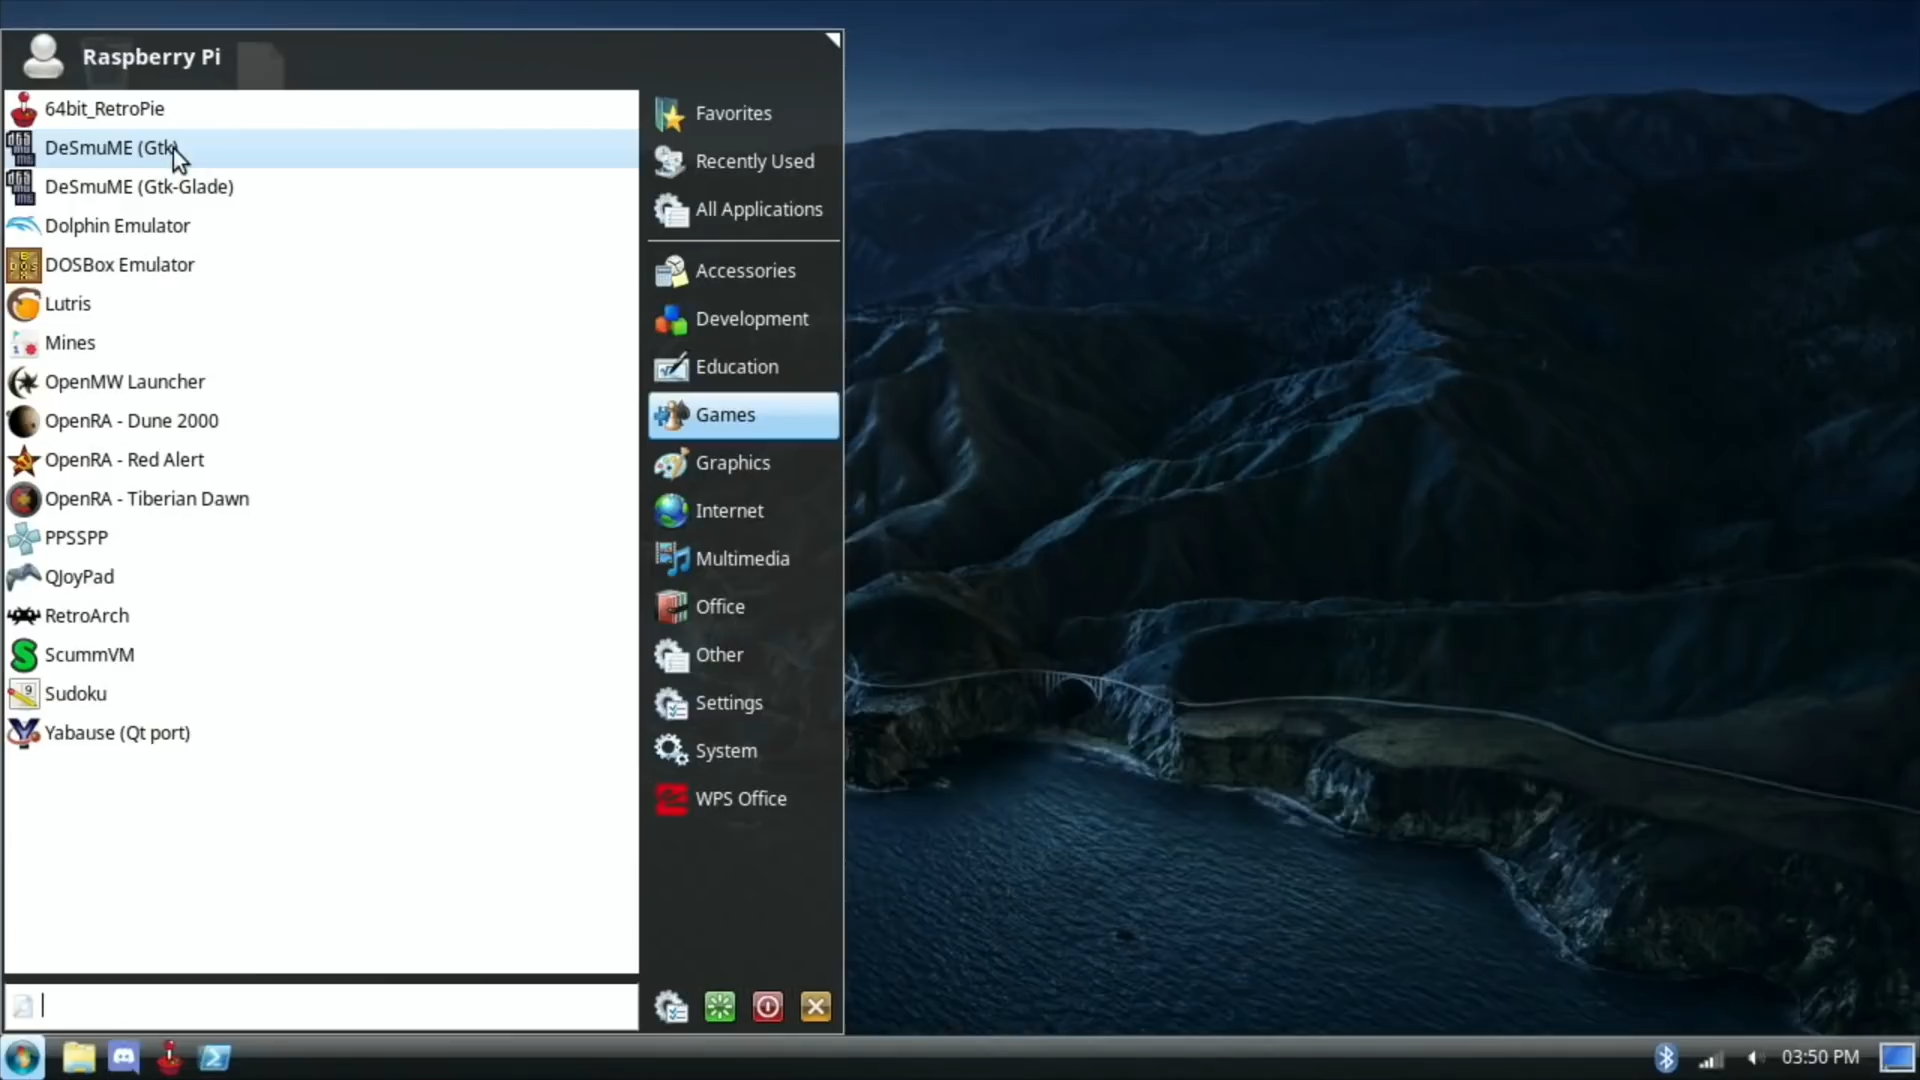 Raspberry Pi
64bit_RetroPie
DeSmuME (Gtk)
DeSmuME (Gtk-Glade)
Dolphin Emulator
DOSBox Emulator
Lutris
Mines
OpenMW Launcher
OpenRA - Dune 2000
OpenRA - Red Alert
OpenRA - Tiberian Dawn
PPSSPP
QJoyPad
RetroArch
ScummVM
Sudoku
Yabause (Qt port)
Favorites
Recently Used
All Applications
Accessories
Development
Education
Games
Graphics
Internet
Multimedia
Office
Other
Settings
System
WPS Office
03:50 PM